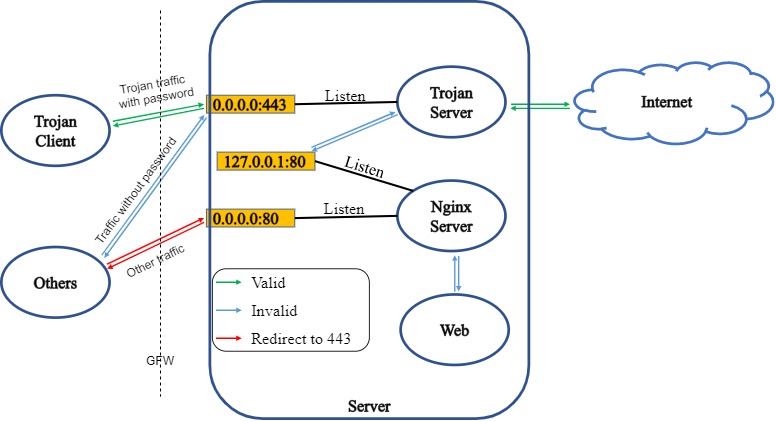 Trojan traffic
with password
0.0.0.0:443
Listen
Trojan
Server
Internet
Trojan
Client
Traffic without password
127.0.0.1:80
Listen
Nginx
Server
0.0.0.0:80
Listen
Other traffic
Others
Valid
Invalid
Redirect to 443
Web
GFW
Server